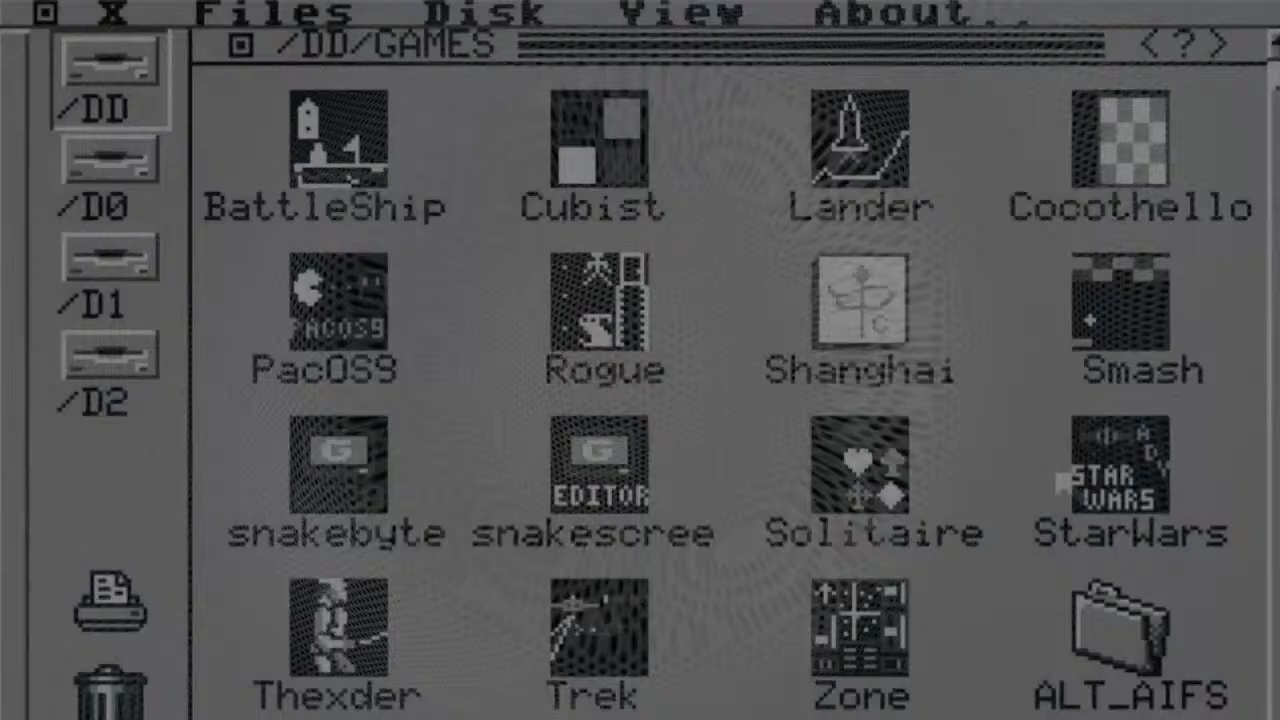 X Files Disk View About..
/DD/GAMES <?>
/DD
/D0
/D1
/D2
BattleShip Cubist Lander Cocothello
PACOS9
PacOS9 Rogue Shanghai Smash
C
G G EDITOR
ADV STAR WARS
snakebyte snakescree Solitaire StarWars
Thexder Trek Zone ALT_AIFS